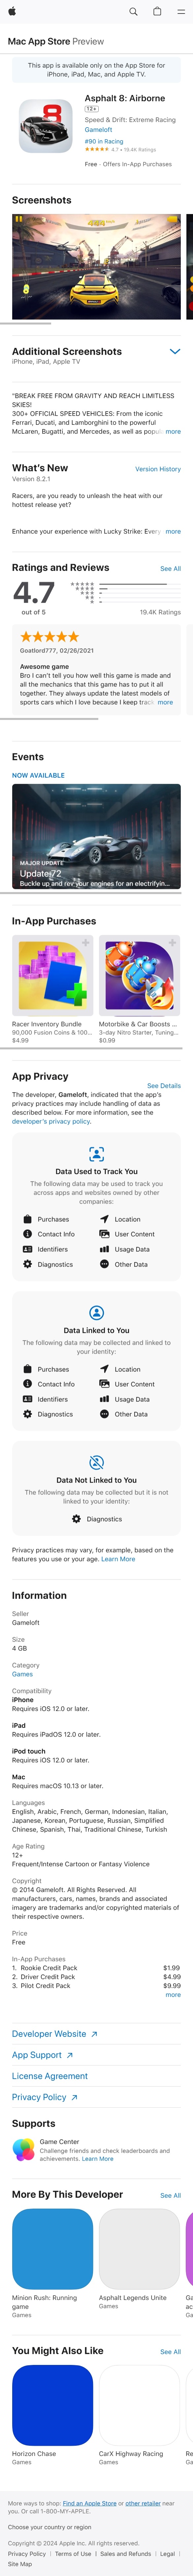 Mac App Store Preview
This app is available only on the App Store for
iPhone, iPad, Mac, and Apple TV.
Asphalt 8: Airborne
12+
Speed & Drift: Extreme Racing
Gameloft
#90 in Racing
4.7 • 19.4K Ratings
Free · Offers In-App Purchases
Screenshots
Additional Screenshots
iPhone, iPad, Apple TV
"BREAK FREE FROM GRAVITY AND REACH LIMITLESS
SKIES!
300+ OFFICIAL SPEED VEHICLES: From the iconic
Ferrari, Ducati, and Lamborghini to the powerful
McLaren, Bugatti, and Mercedes, as well as more
What's New
Version History
Version 8.2.1
Racers, are you ready to unleash the heat with our
hottest release yet?
Enhance your experience with Lucky Strike: Every more
Ratings and Reviews
See All
4.7
out of 5
19.4K Ratings
Goatlord777, 02/26/2021
Awesome game
Bro I can't tell you how well this game is made and
all the mechanics that this game has to put it all
together. They always update the latest models of
sports cars which I love because I keep track more
Events
NOW AVAILABLE
MAJOR UPDATE
Update 72
Buckle up and rev your engines for an electrifyin...
In-App Purchases
Racer Inventory Bundle
90,000 Fusion Coins & 100...
$4.99
Motorbike & Car Boosts ...
3-day Nitro Starter, Tuning...
$0.99
App Privacy
See Details
The developer, Gameloft, indicated that the app's
privacy practices may include handling of data as
described below. For more information, see the
developer's privacy policy.
Data Used to Track You
The following data may be used to track you
across apps and websites owned by other
companies:
Purchases
Location
Contact Info
User Content
Identifiers
Usage Data
Diagnostics
Other Data
Data Linked to You
The following data may be collected and linked to
your identity:
Purchases
Location
Contact Info
User Content
Identifiers
Usage Data
Diagnostics
Other Data
Data Not Linked to You
The following data may be collected but it is not
linked to your identity:
Diagnostics
Privacy practices may vary, for example, based on the
features you use or your age. Learn More
Information
Seller
Gameloft
Size
4 GB
Category
Games
Compatibility
iPhone
Requires iOS 12.0 or later.
iPad
Requires iPadOS 12.0 or later.
iPod touch
Requires iOS 12.0 or later.
Mac
Requires macOS 10.13 or later.
Languages
English, Arabic, French, German, Indonesian, Italian,
Japanese, Korean, Portuguese, Russian, Simplified
Chinese, Spanish, Thai, Traditional Chinese, Turkish
Age Rating
12+
Frequent/Intense Cartoon or Fantasy Violence
Copyright
© 2014 Gameloft. All Rights Reserved. All
manufacturers, cars, names, brands and associated
imagery are trademarks and/or copyrighted materials of
their respective owners.
Price
Free
In-App Purchases
1. Rookie Credit Pack $1.99
2. Driver Credit Pack $4.99
3. Pilot Credit Pack $9.99
more
Developer Website
App Support
License Agreement
Privacy Policy
Supports
Game Center
Challenge friends and check leaderboards and
achievements. Learn More
More By This Developer
See All
Minion Rush: Running
game
Games
Asphalt Legends Unite
Games
You Might Also Like
See All
Horizon Chase
Games
CarX Highway Racing
Games
More ways to shop: Find an Apple Store or other retailer near
you. Or call 1-800-MY-APPLE.
Choose your country or region
Copyright © 2024 Apple Inc. All rights reserved.
Privacy Policy | Terms of Use | Sales and Refunds | Legal |
Site Map